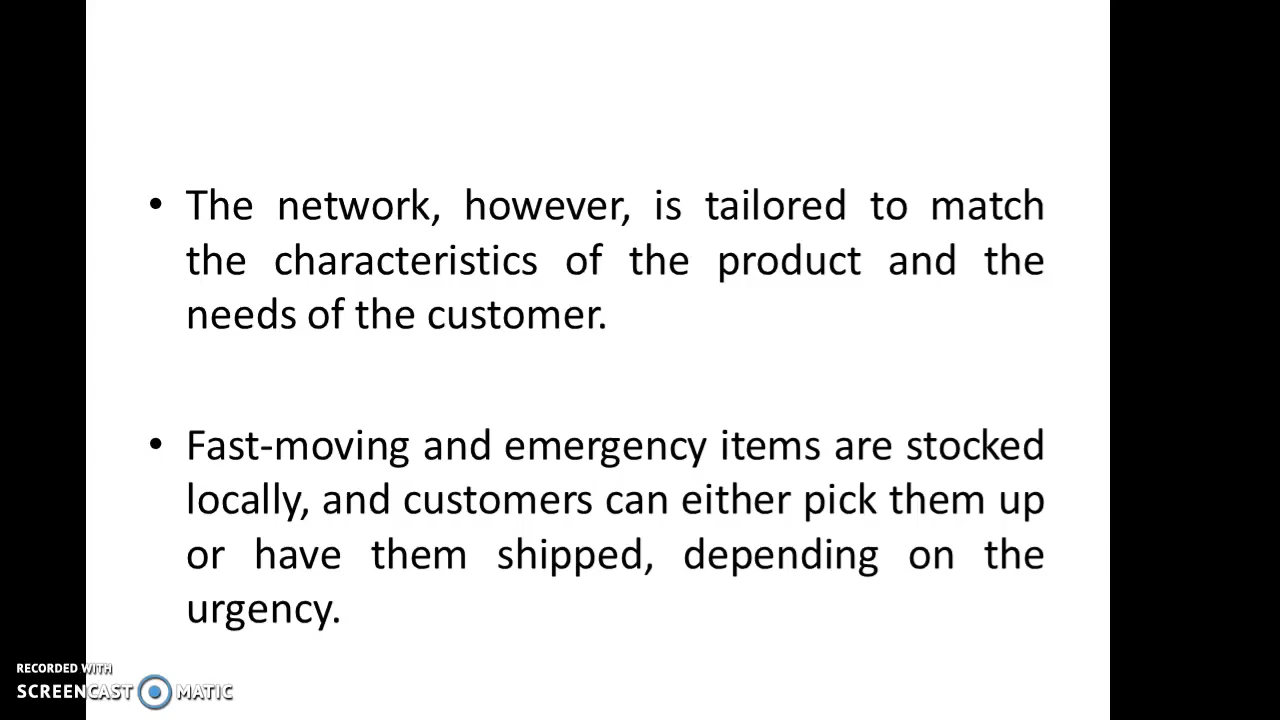 • The network, however, is tailored to match
the characteristics of the product and the
needs of the customer.
• Fast-moving and emergency items are stocked
locally, and customers can either pick them up
or have them shipped, depending on the
urgency.
RECORDED WITH
SCREENCAST MATIC